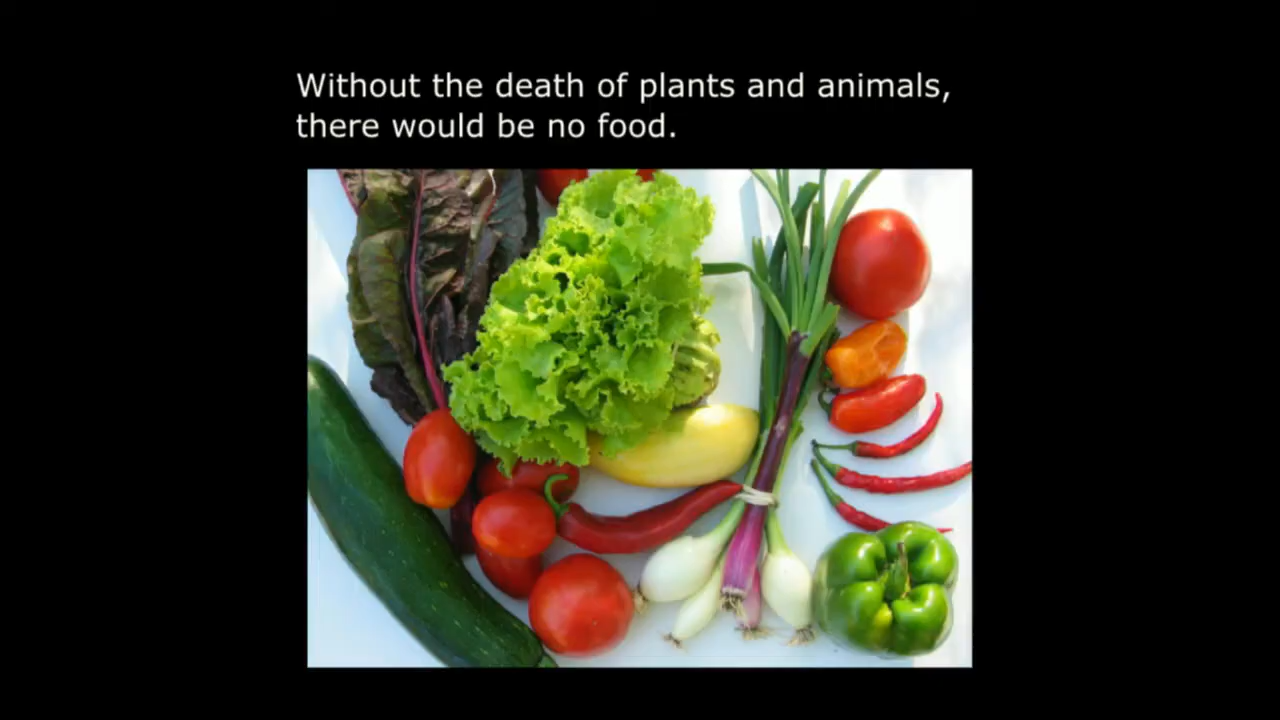 Without the death of plants and animals,
there would be no food.